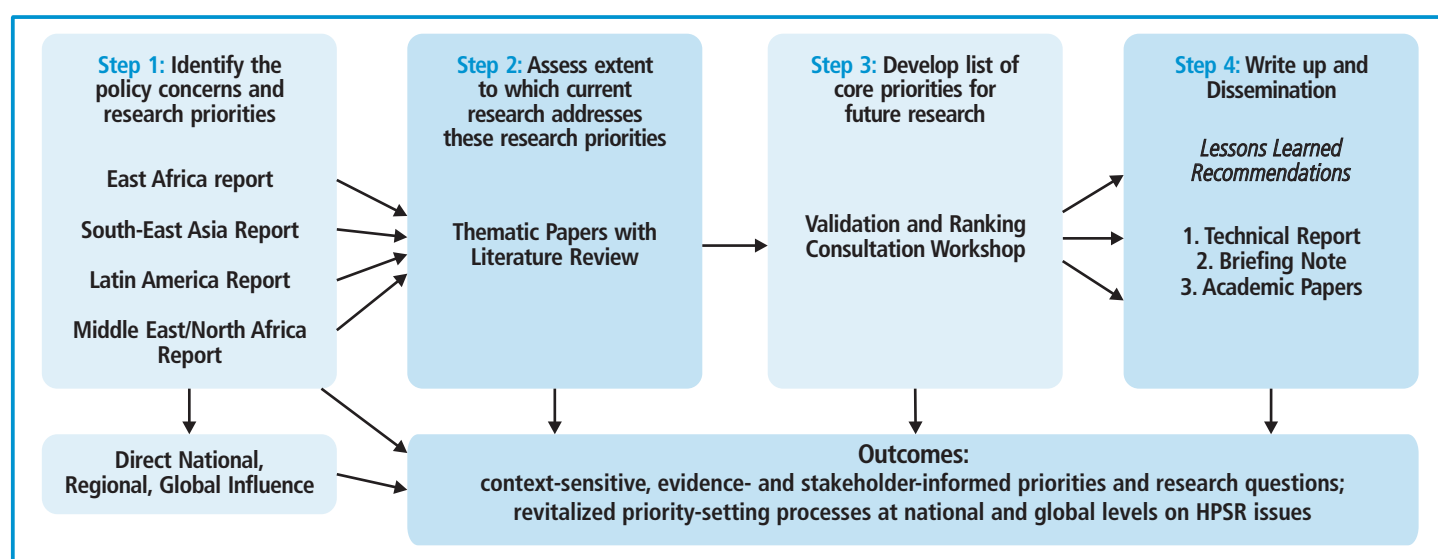 Step 1: Identify the
policy concerns and
research priorities
East Africa report
South-East Asia Report
Latin America Report
Middle East/North Africa
Report
Step 2: Assess extent
to which current
research addresses
these research priorities
Thematic Papers with
Literature Review
Step 3: Develop list of
core priorities for
future research
Validation and Ranking
Consultation Workshop
Step 4: Write up and
Dissemination
Lessons Learned
Recommendations
1. Technical Report
2. Briefing Note
3. Academic Papers
Direct National,
Regional, Global Influence
Outcomes:
context-sensitive, evidence- and stakeholder-informed priorities and research questions;
revitalized priority-setting processes at national and global levels on HPSR issues